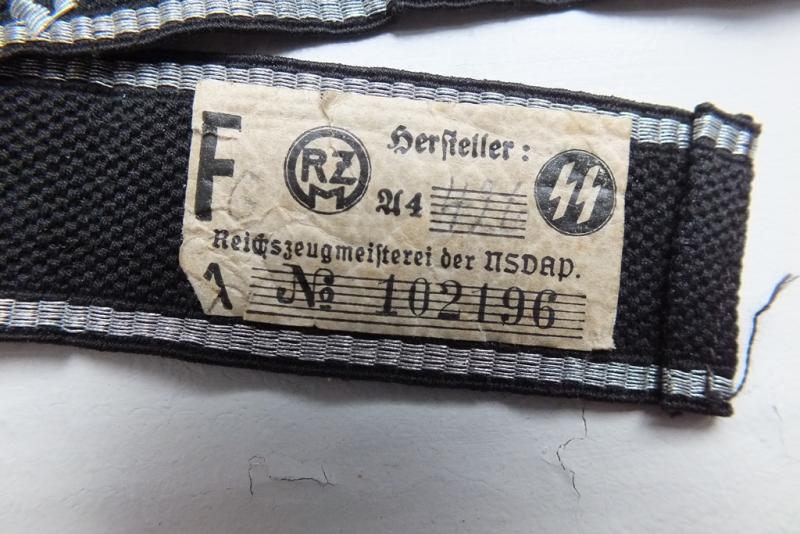 F
RZM
Hersteller:
A4
Reichszeugmeisterei der NSDAP.
No 102196